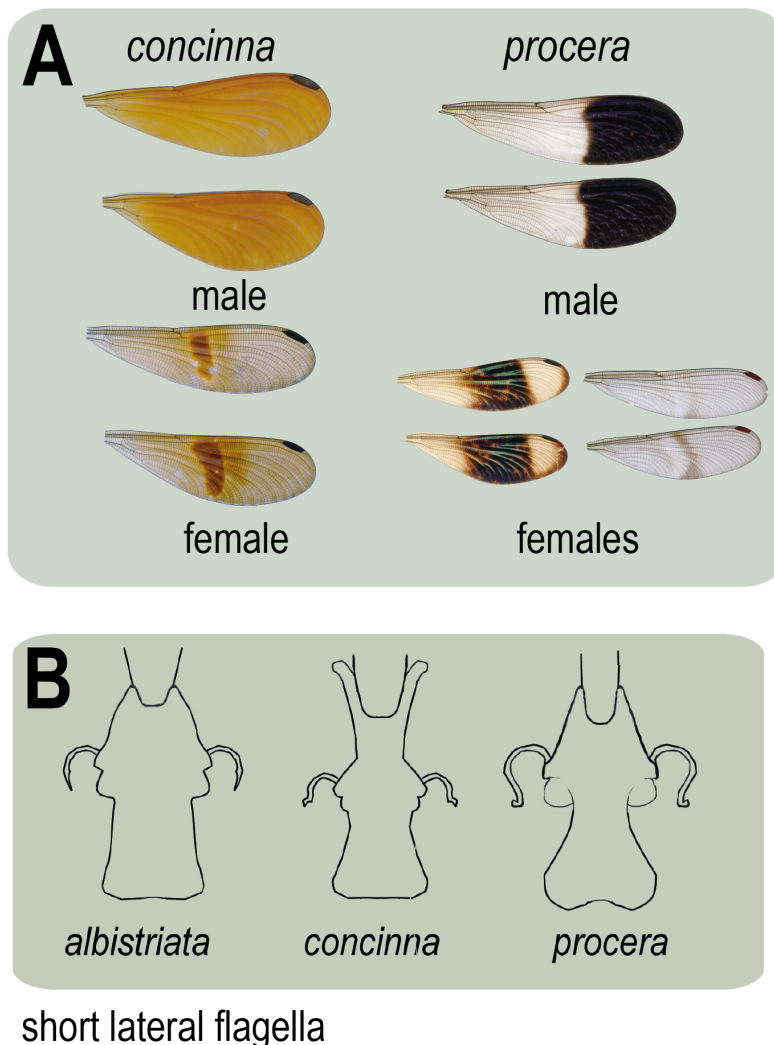 A
concinna procera
male male
female females
B
albistriata concinna procera
short lateral flagella